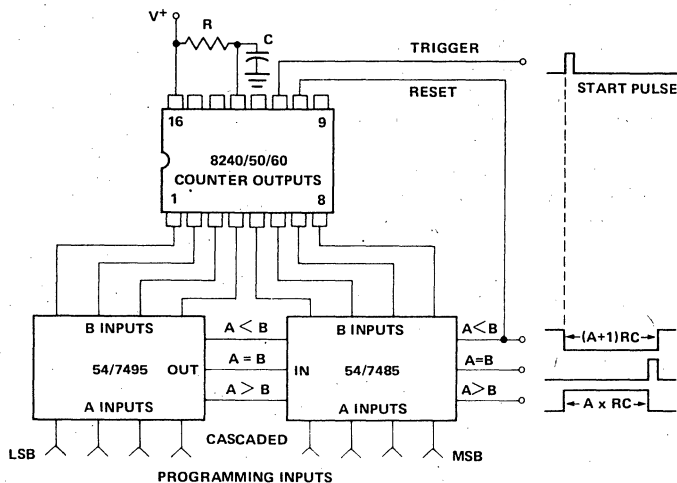 V+
R
C
TRIGGER
RESET
START PULSE
16
9
8240/50/60
COUNTER OUTPUTS
1
8
B INPUTS
54/7495
OUT
A INPUTS
A < B
A = B
A > B
B INPUTS
IN
54/7485
A INPUTS
A<B
A=B
A>B
(A+1)RC
A x RC
LSB
CASCADED
MSB
PROGRAMMING INPUTS